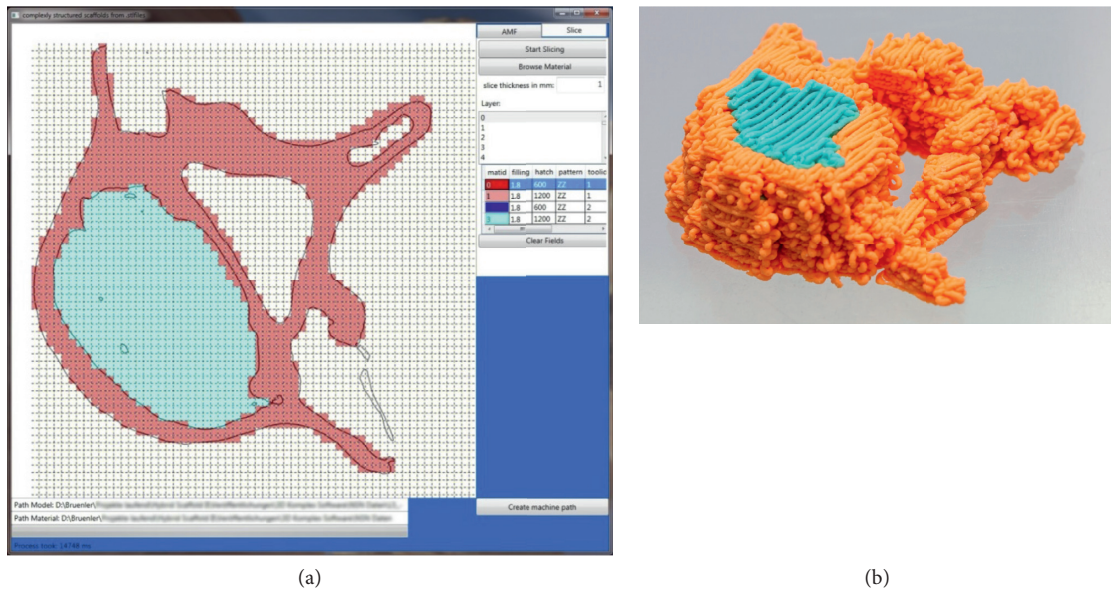 complexly structured scaffolds from .stlfiles
AMF Slice
Start Slicing
Browse Material
slice thickness in mm: 1
Layer:
0
1
2
3
4
matid filling hatch pattern toolid
0 1.8 600 ZZ 1
1 1.8 1200 ZZ 1
1.8 600 ZZ 2
3 1.8 1200 ZZ 2
Clear Fields
Path Model: D:\Bruenler\
Path Material: D:\Bruenler\
Create machine path
Process took: 14748 ms
(a) (b)